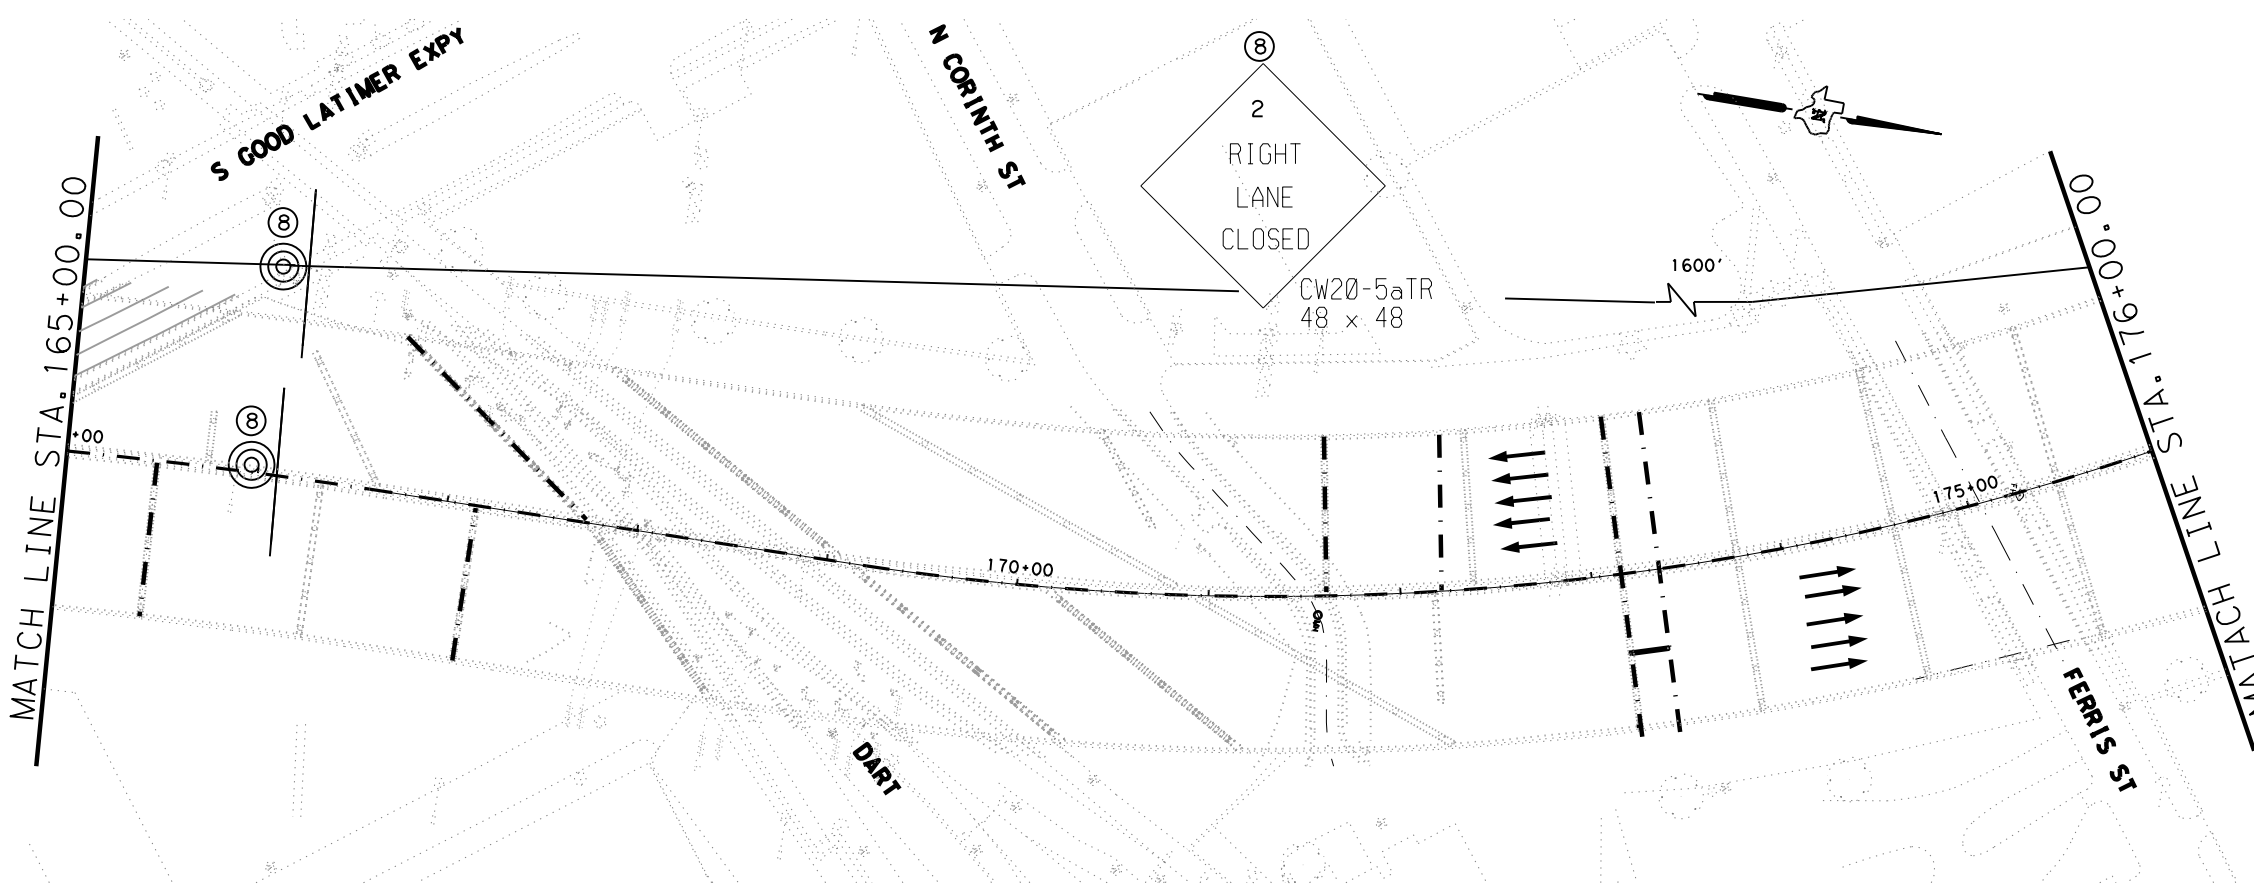 S GOOD LATIMER EXPY
N CORINTH ST
8
2
RIGHT
LANE
CLOSED
CW20-5aTR
48 x 48
1600'
N
8
8
MATCH LINE STA. 165+00.00
+00
170+00
175+00
MATCH LINE STA. 176+00.00
DART
FERRIS ST